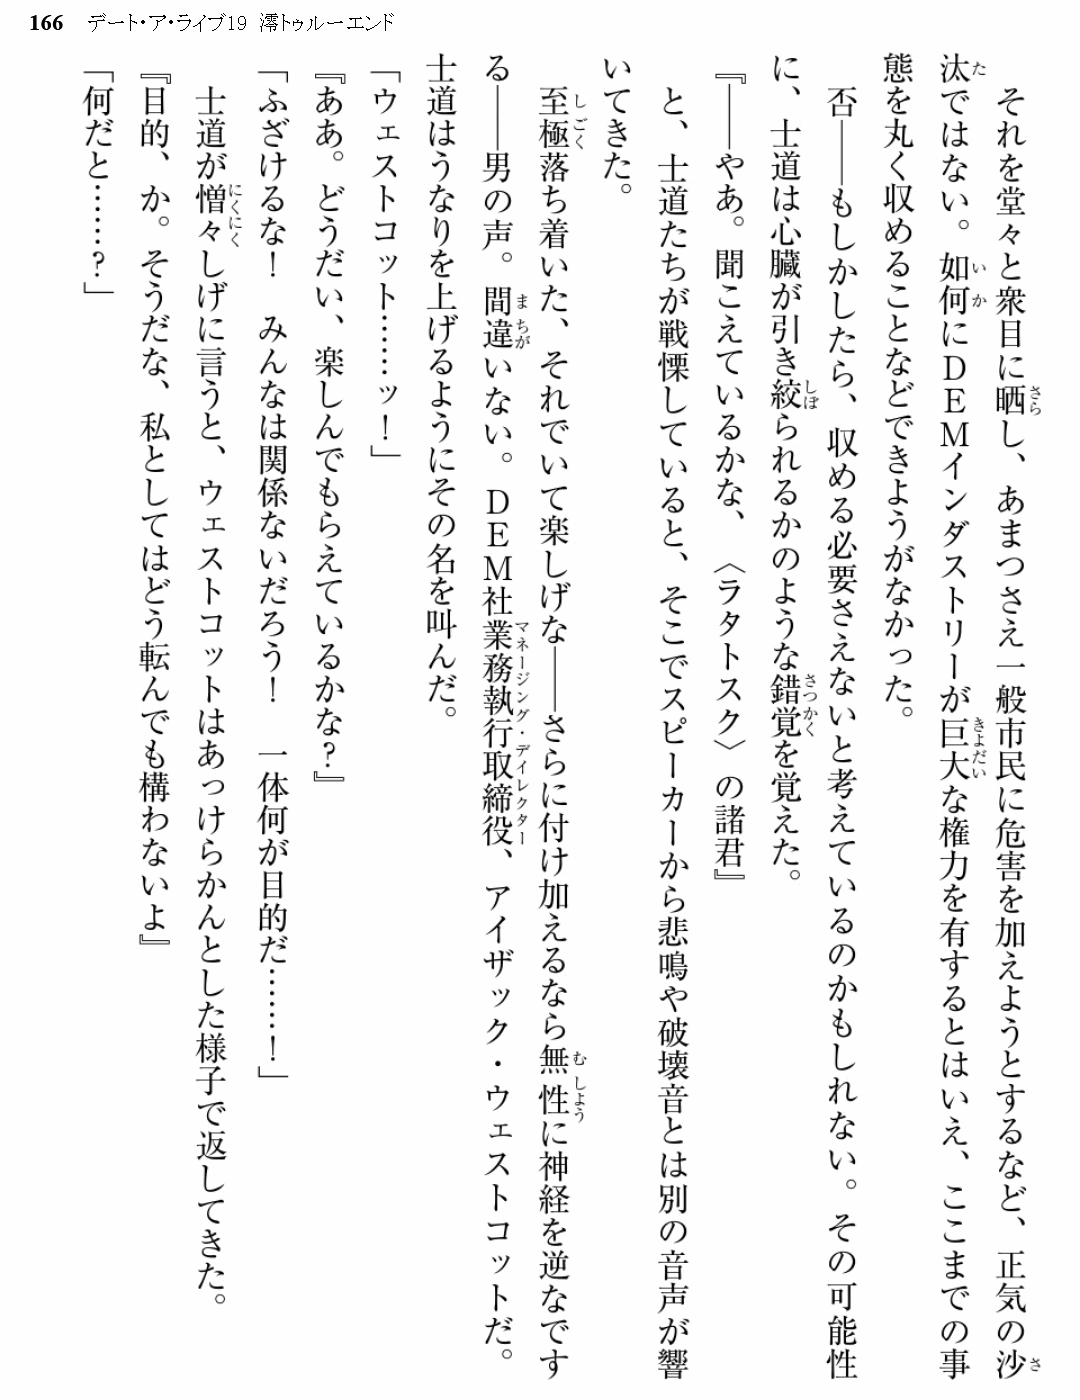 166 デート・ア・ライブ19 澪トゥルーエンド
それを堂々と衆目に晒し、あまつさえ一般市民に危害を加えようとするなど、正気の沙
汰ではない。如何にＤＥＭインダストリーが巨大な権力を有するとはいえ、ここまでの事
態を丸く収めることなどできようがなかった。
否――もしかしたら、収める必要さえないと考えているのかもしれない。その可能性
に、士道は心臓が引き絞られるかのような錯覚を覚えた。
『――やあ。聞こえているかな、〈ラタトスク〉の諸君』
と、士道たちが戦慄していると、そこでスピーカーから悲鳴や破壊音とは別の音声が響
いてきた。
至極落ち着いた、それでいて楽しげな――さらに付け加えるなら無性に神経を逆なです
る――男の声。間違いない。ＤＥＭ社業務執行取締役、アイザック・ウェストコットだ。
士道はうなりを上げるようにその名を叫んだ。
「ウェストコット……ッ！」
『ああ。どうだい、楽しんでもらえているかな？』
「ふざけるな！　みんなは関係ないだろう！　一体何が目的だ……！」
士道が憎々しげに言うと、ウェストコットはあっけらかんとした様子で返してきた。
『目的、か。そうだな、私としてはどう転んでも構わないよ』
「何だと……？」